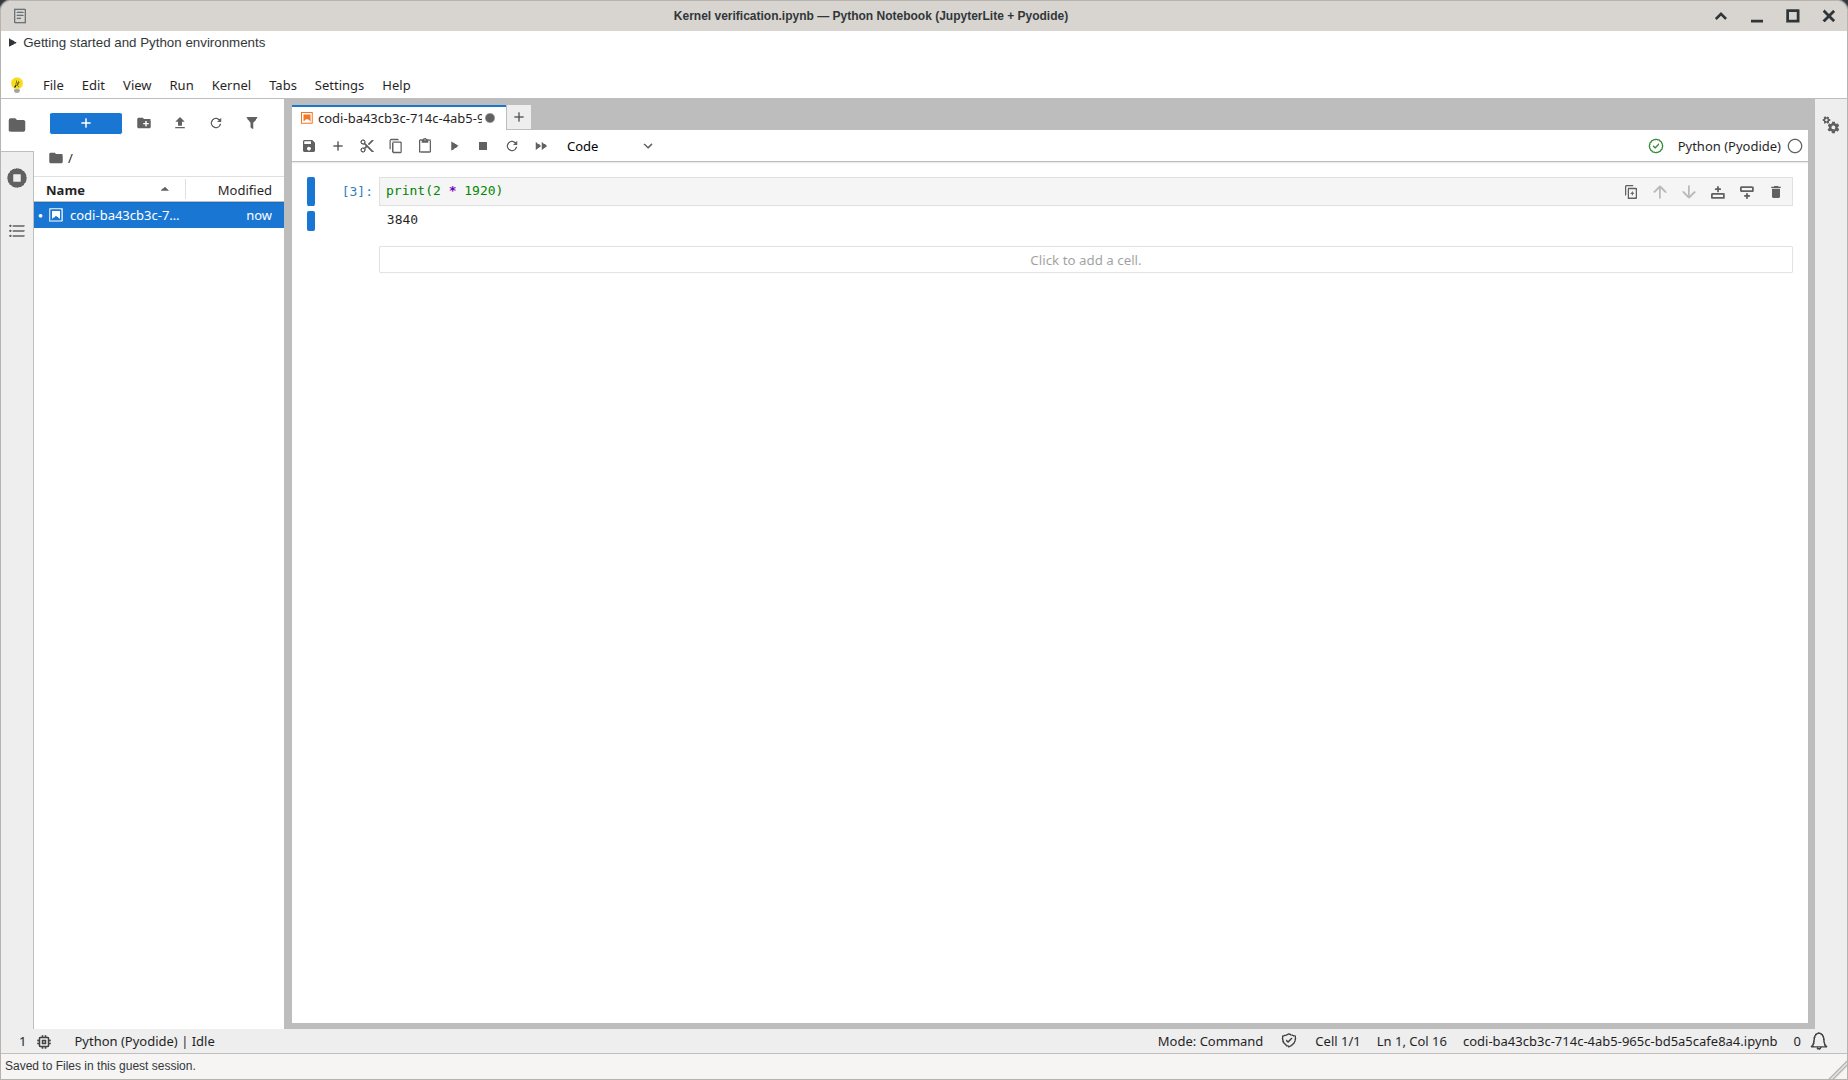 Kernel verification.ipynb — Python Notebook (JupyterLite + Pyodide)
Getting started and Python environments
File Edit View Run Kernel Tabs Settings Help
codi-ba43cb3c-714c-4ab5-9
/
Code
Python (Pyodide)
Name Modified
codi-ba43cb3c-7... now
[3]: print(2 * 1920)
3840
Click to add a cell.
1 Python (Pyodide) | Idle Mode: Command Cell 1/1 Ln 1, Col 16 codi-ba43cb3c-714c-4ab5-965c-bd5a5cafe8a4.ipynb 0
Saved to Files in this guest session.